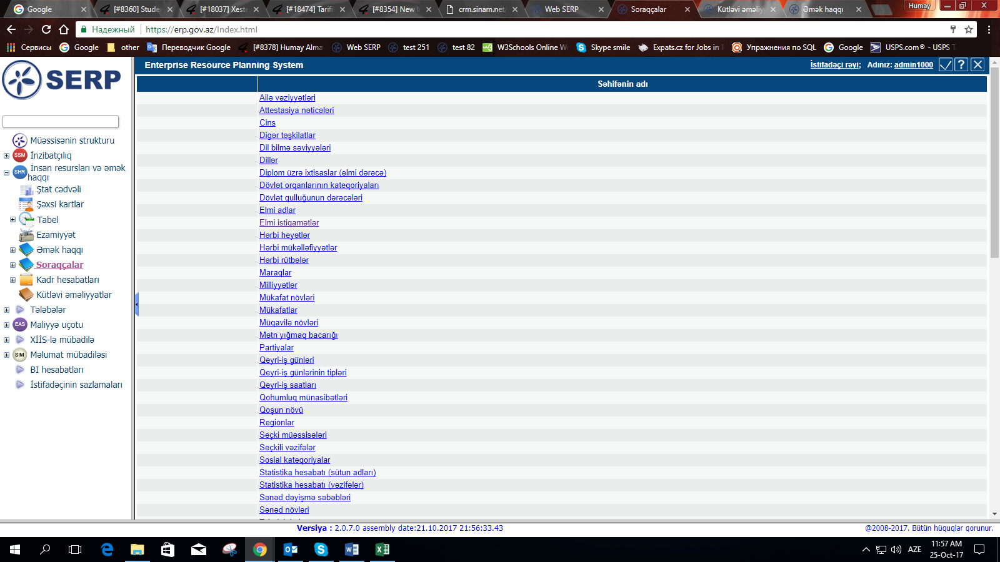 Google
[#8360] Stude
[#18037] Xeste
[#18474] Tarifi
[#8354] New I
crm.sinam.net/
Web SERP
Soraqçalar
Kütləvi əməliy
Əmək haqqı
Humay
Надежный
https://erp.gov.az/Index.html
Сервисы
Google
other
Переводчик Google
[#8378] Humay Alma
Web SERP
test 251
test 82
W3Schools Online W
Skype smile
Expats.cz for Jobs in
Упражнения по SQL
Google
USPS.com® - USPS T
SERP
Enterprise Resource Planning System
İstifadəçi rəyi; Adınız: admin1000
Səhifənin adı
Müəssisənin strukturu
SSM İnzibatçılıq
SHR İnsan resursları və əmək
haqqı
Ştat cədvəli
Şəxsi kartlar
Tabel
Ezamiyyət
Əmək haqqı
Soraqçalar
Kadr hesabatları
Kütləvi əməliyyatlar
Tələbələr
EAS Maliyyə uçotu
XİİS-lə mübadilə
SIM Məlumat mübadiləsi
BI hesabatları
İstifadəçinin sazlamaları
Ailə vəziyyətləri
Attestasiya nəticələri
Cins
Digər təşkilatlar
Dil bilmə səviyyələri
Dillər
Diplom üzrə ixtisaslar (elmi dərəcə)
Dövlət orqanlarının kateqoriyaları
Dövlət qulluğunun dərəcələri
Elmi adlar
Elmi istiqamətlər
Hərbi heyətlər
Hərbi mükəlləfiyyətlər
Hərbi rütbələr
Maraqlar
Milliyyətlər
Mükafat növləri
Mükafatlar
Müqavilə növləri
Mətn yığmaq bacarığı
Partiyalar
Qeyri-iş günləri
Qeyri-iş günlərinin tipləri
Qeyri-iş saatları
Qohumluq münasibətləri
Qoşun növü
Regionlar
Seçki müəssisələri
Seçkili vəzifələr
Sosial kateqoriyalar
Statistika hesabatı (sütun adları)
Statistika hesabatı (vəzifələr)
Sənəd dəyişmə səbəbləri
Sənəd növləri
Versiya : 2.0.7.0 assembly date:21.10.2017 21:56:33.43
@2008-2017. Bütün hüquqlar qorunur.
AZE
11:57 AM
25-Oct-17